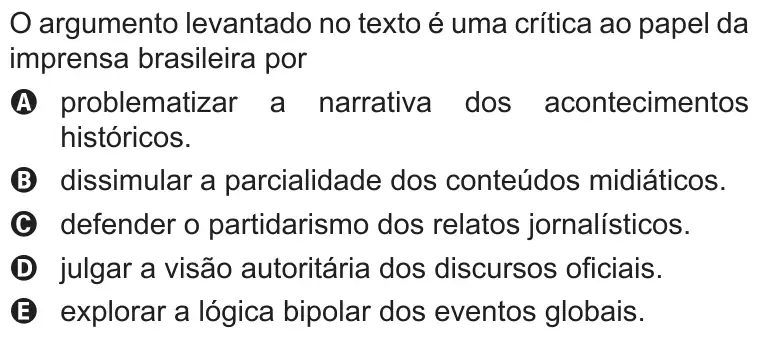 O argumento levantado no texto é uma crítica ao papel da
imprensa brasileira por
A problematizar a narrativa dos acontecimentos
históricos.
B dissimular a parcialidade dos conteúdos midiáticos.
C defender o partidarismo dos relatos jornalísticos.
D julgar a visão autoritária dos discursos oficiais.
E explorar a lógica bipolar dos eventos globais.